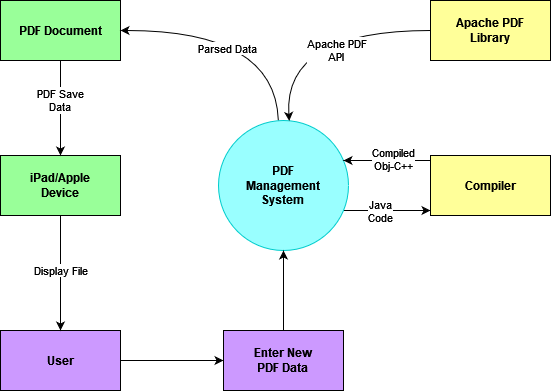 PDF Document
Apache PDF
Library
Parsed Data
Apache PDF
API
PDF Save
Data
PDF
Management
System
Compiled
Obj-C++
iPad/Apple
Device
Compiler
Java
Code
Display File
User
Enter New
PDF Data